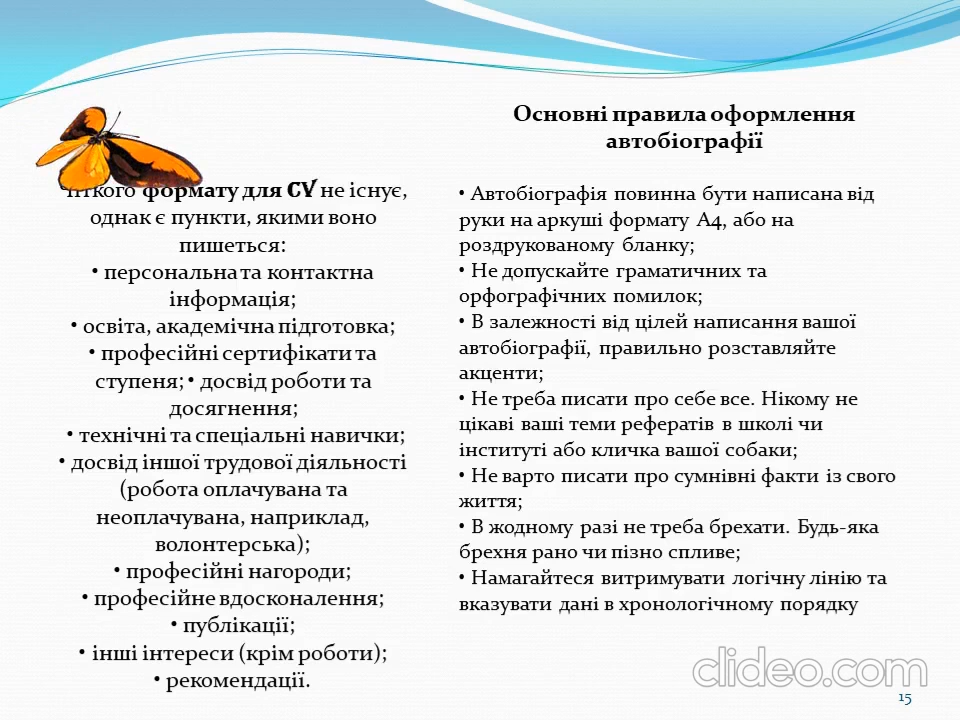 Чіткого формату для CV не існує,
однак є пункти, якими воно
пишеться:
• персональна та контактна
інформація;
• освіта, академічна підготовка;
• професійні сертифікати та
ступеня; • досвід роботи та
досягнення;
• технічні та спеціальні навички;
• досвід іншої трудової діяльності
(робота оплачувана та
неоплачувана, наприклад,
волонтерська);
• професійні нагороди;
• професійне вдосконалення;
• публікації;
• інші інтереси (крім роботи);
• рекомендації.
Основні правила оформлення
автобіографії
• Автобіографія повинна бути написана від
руки на аркуші формату А4, або на
роздрукованому бланку;
• Не допускайте граматичних та
орфографічних помилок;
• В залежності від цілей написання вашої
автобіографії, правильно розставляйте
акценти;
• Не треба писати про себе все. Нікому не
цікаві ваші теми рефератів в школі чи
інституті або кличка вашої собаки;
• Не варто писати про сумнівні факти із свого
життя;
• В жодному разі не треба брехати. Будь-яка
брехня рано чи пізно спливе;
• Намагайтеся витримувати логічну лінію та
вказувати дані в хронологічному порядку
clideo.com
15